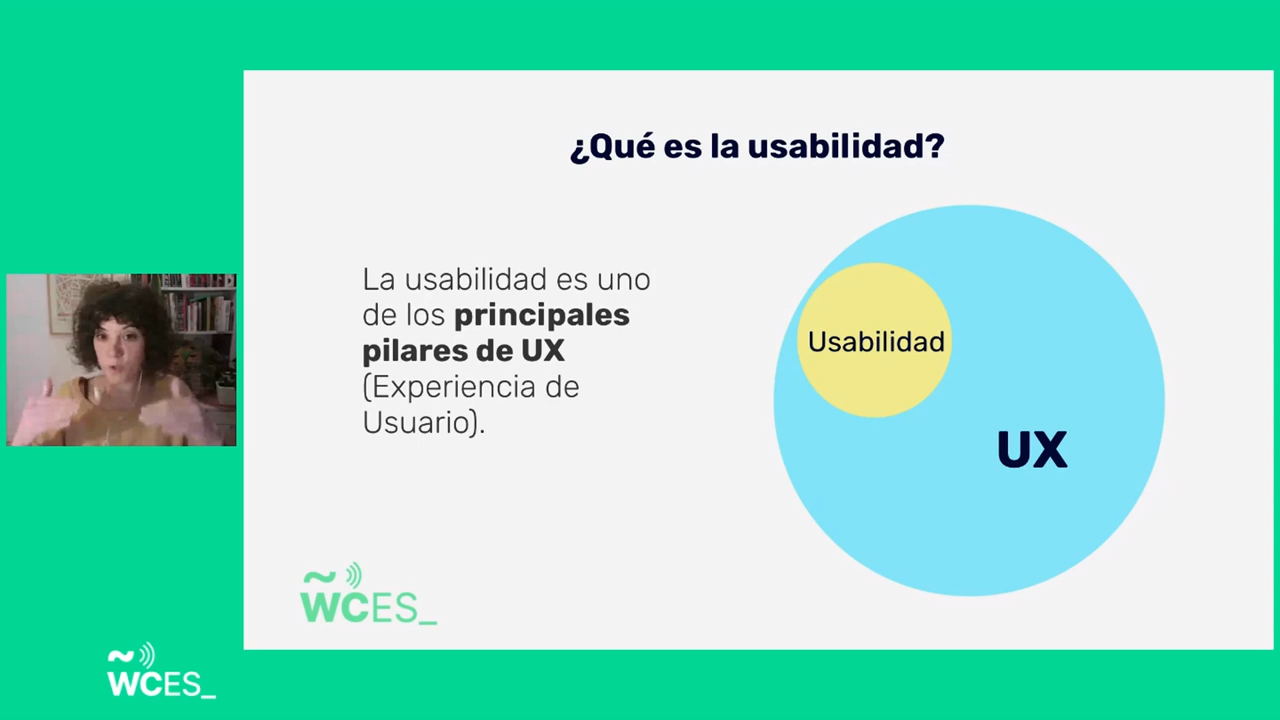 ¿Qué es la usabilidad?
La usabilidad es uno
de los principales
pilares de UX
(Experiencia de
Usuario).
Usabilidad
UX
WCES_
WCES_